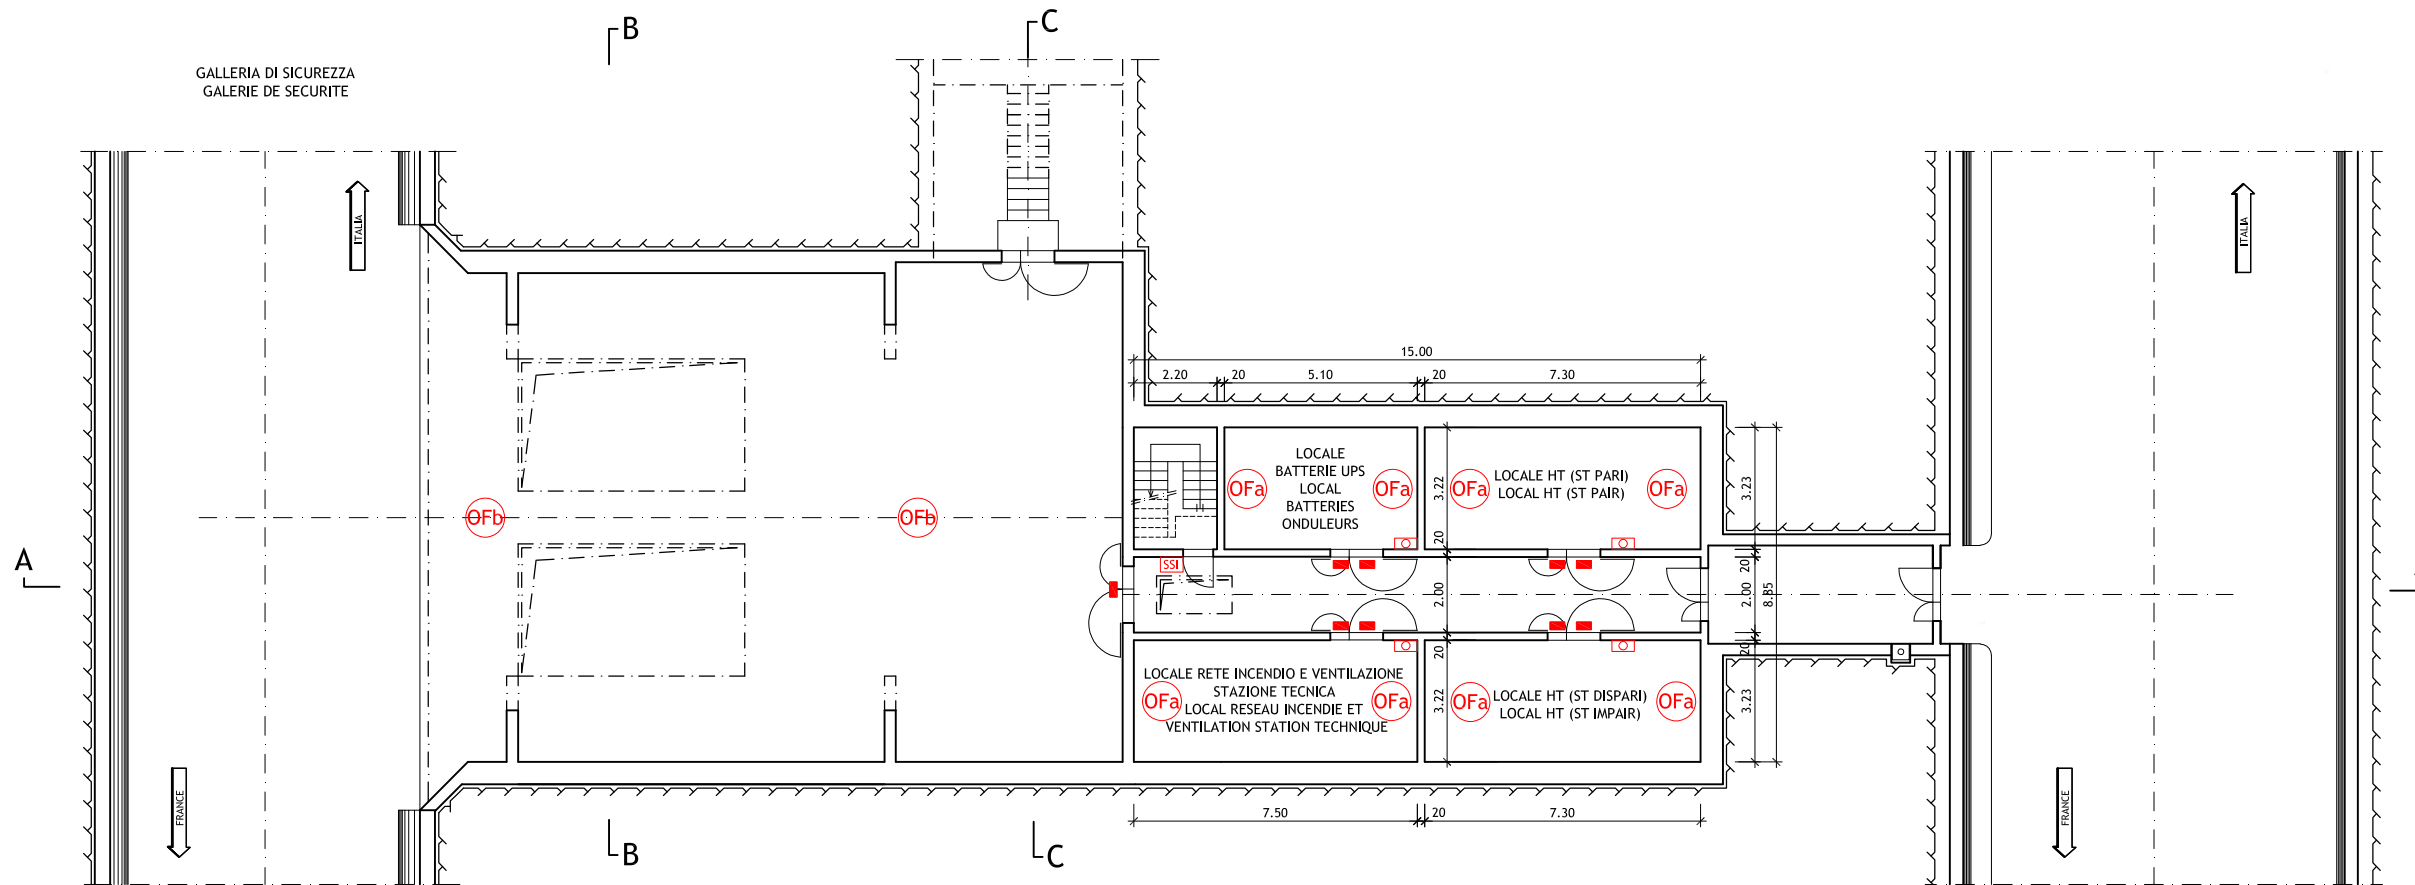 B
C
GALLERIA DI SICUREZZA
GALERIE DE SECURITE
ITALIA
ITALIA
15.00
2.20
20
5.10
20
7.30
LOCALE
BATTERIE UPS
LOCAL
BATTERIES
ONDULEURS
OFa
OFa
3.22
OFa
LOCALE HT (ST PARI)
LOCAL HT (ST PAIR)
OFa
3.23
OFb
OFb
20
A
SSI
20
2.00
2.00
8.85
20
20
LOCALE RETE INCENDIO E VENTILAZIONE
STAZIONE TECNICA
LOCAL RESEAU INCENDIE ET
VENTILATION STATION TECHNIQUE
OFa
OFa
3.22
OFa
LOCALE HT (ST DISPARI)
LOCAL HT (ST IMPAIR)
OFa
3.23
FRANCE
FRANCE
7.50
20
7.30
B
C